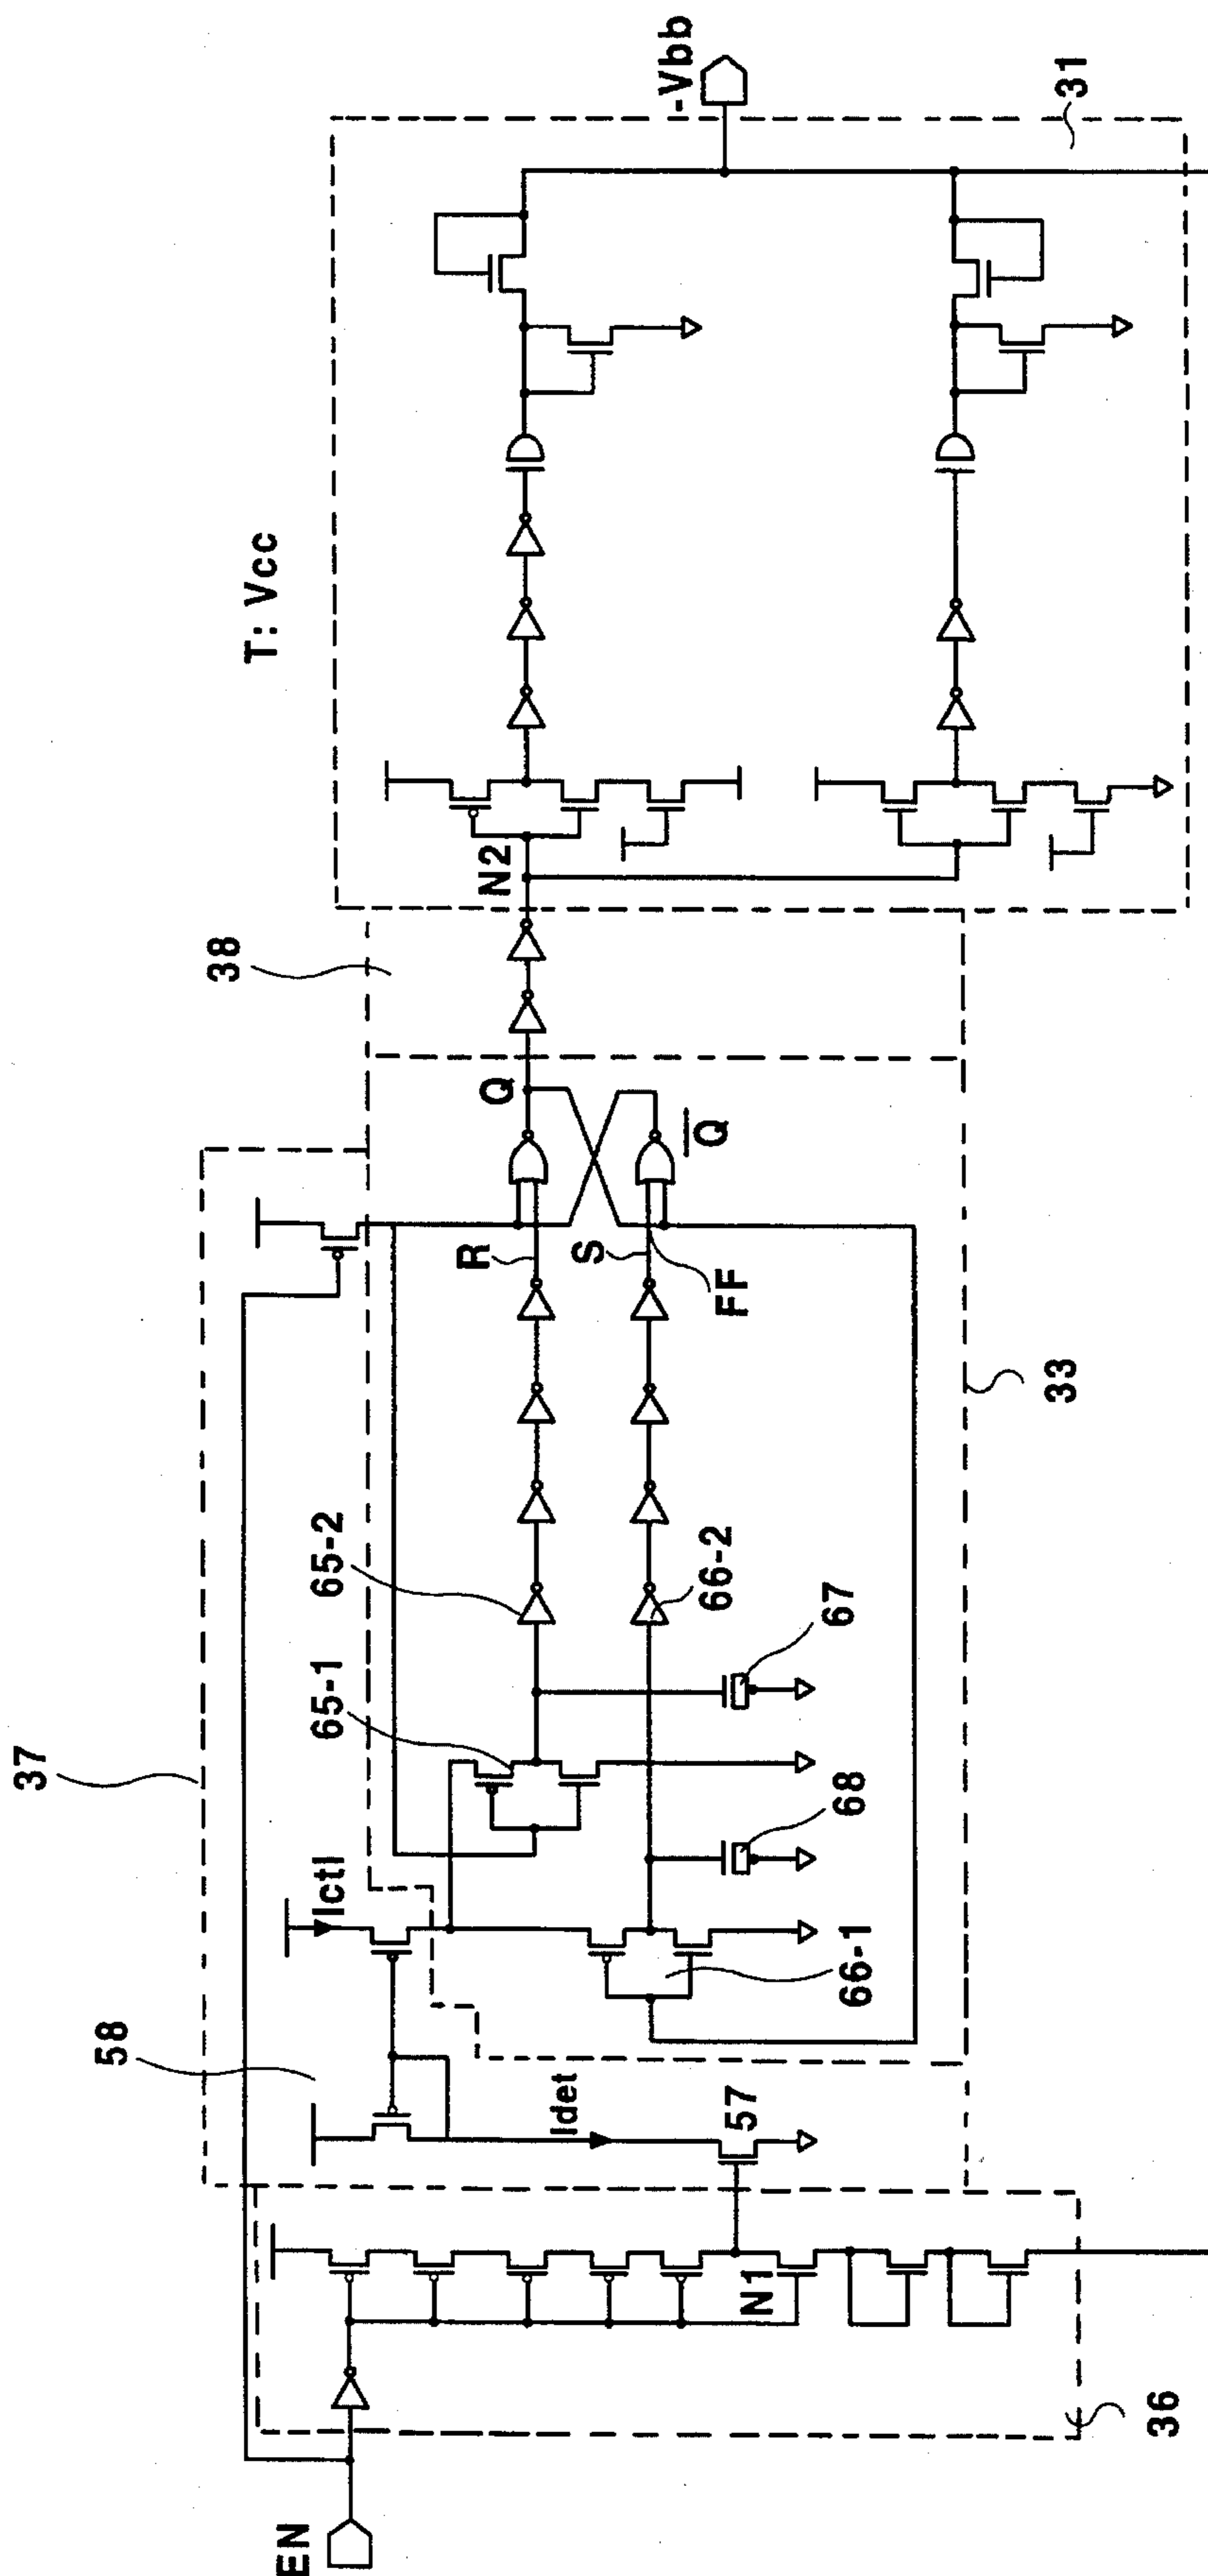 EN
36
37
58
Ictl
Idet
57
N1
65-1
65-2
66-1
66-2
67
68
R
S
FF
Q
Q̅
33
38
N2
T: Vcc
-Vbb
31